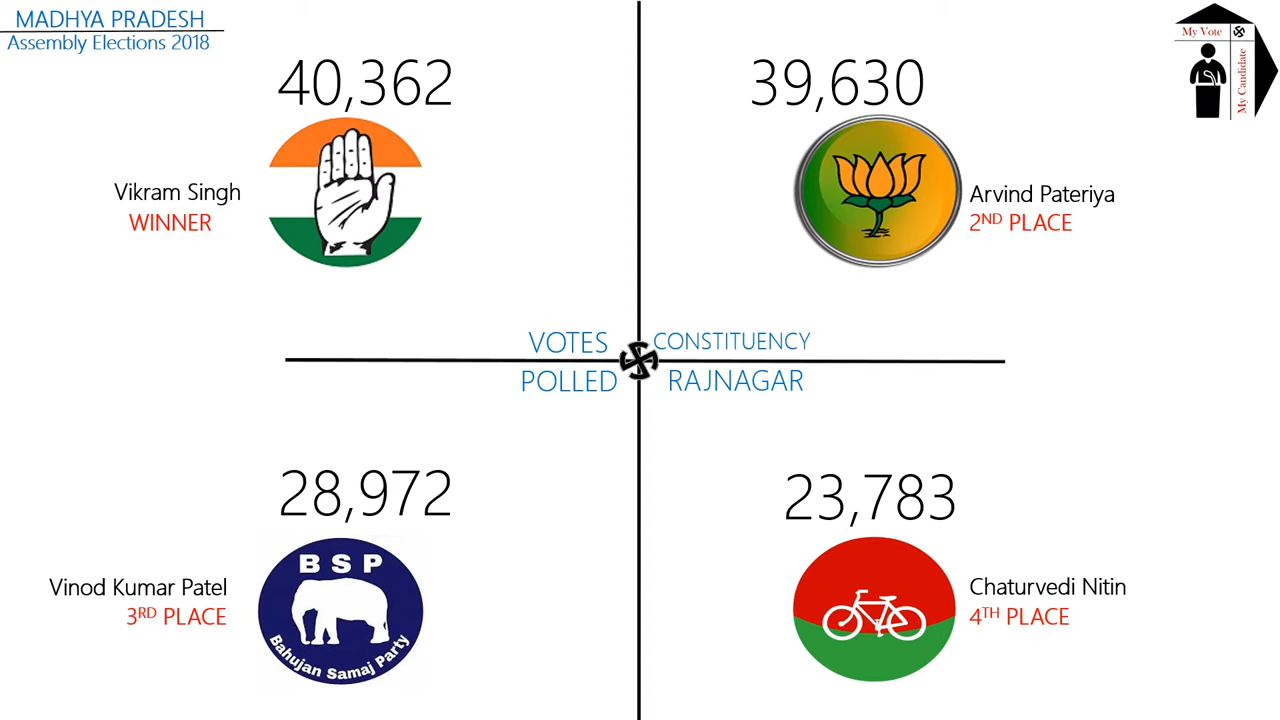 MADHYA PRADESH
Assembly Elections 2018
My Vote
My Candidate
40,362
Vikram Singh
WINNER
39,630
Arvind Pateriya
2ND PLACE
VOTES
POLLED
CONSTITUENCY
RAJNAGAR
28,972
BSP
Bahujan Samaj Party
Vinod Kumar Patel
3RD PLACE
23,783
Chaturvedi Nitin
4TH PLACE